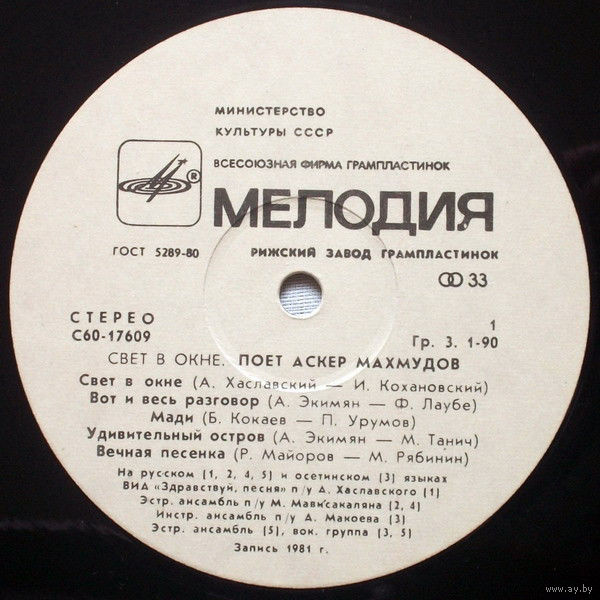 МИНИСТЕРСТВО
КУЛЬТУРЫ СССР
ВСЕСОЮЗНАЯ ФИРМА ГРАМПЛАСТИНОК
®
МЕЛОДИЯ
ГОСТ 5289-80
РИЖСКИЙ ЗАВОД ГРАМПЛАСТИНОК
33
СТЕРЕО
1
С60-17609
Гр. 3. 1-90
СВЕТ В ОКНЕ. ПОЕТ АСКЕР МАХМУДОВ
Свет в окне (А. Хаславский — И. Кохановский)
Вот и весь разговор (А. Экимян — Ф. Лаубе)
Мади (Б. Кокаев — П. Урумов)
Удивительный остров (А. Экимян — М. Танич)
Вечная песенка (Р. Майоров — М. Рябинин)
На русском (1, 2, 4, 5) и осетинском (3) языках
ВИА «Здравствуй, песня» п/у А. Хаславского (1)
Эстр. ансамбль п/у М. Мависакаляна (2, 4)
Инстр. ансамбль п/у А. Макоева (3)
Эстр. ансамбль (5), вок. группа (3, 5)
Запись 1981 г.
www.ay.by